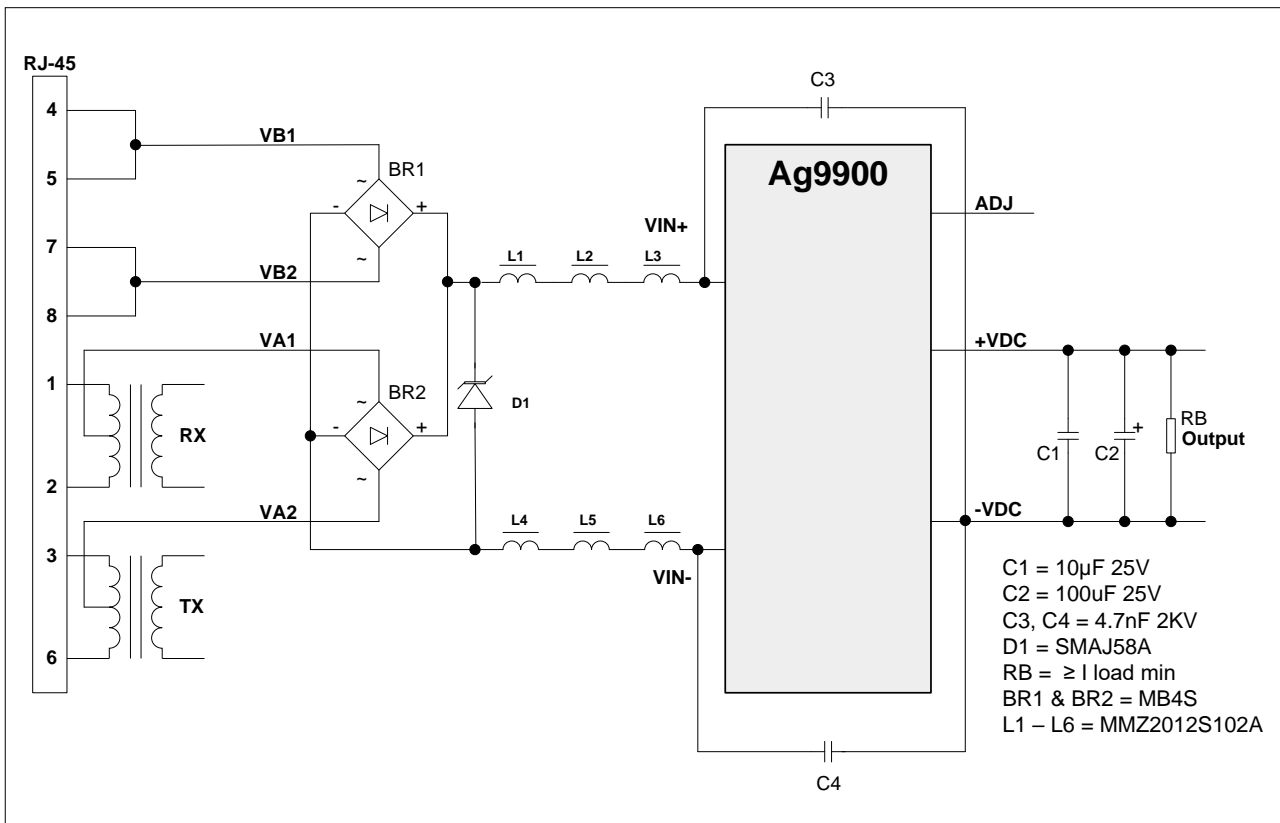 RJ-45
4
5
7
8
1
2
3
6
VB1
VB2
VA1
VA2
RX
TX
BR1
~
-
+
~
BR2
~
-
+
~
D1
L1
L2
L3
VIN+
L4
L5
L6
VIN-
C3
Ag9900
ADJ
+VDC
-VDC
C1
C2
+
RB
Output
C4
C1 = 10µF 25V
C2 = 100uF 25V
C3, C4 = 4.7nF 2KV
D1 = SMAJ58A
RB = ≥ I load min
BR1 & BR2 = MB4S
L1 – L6 = MMZ2012S102A